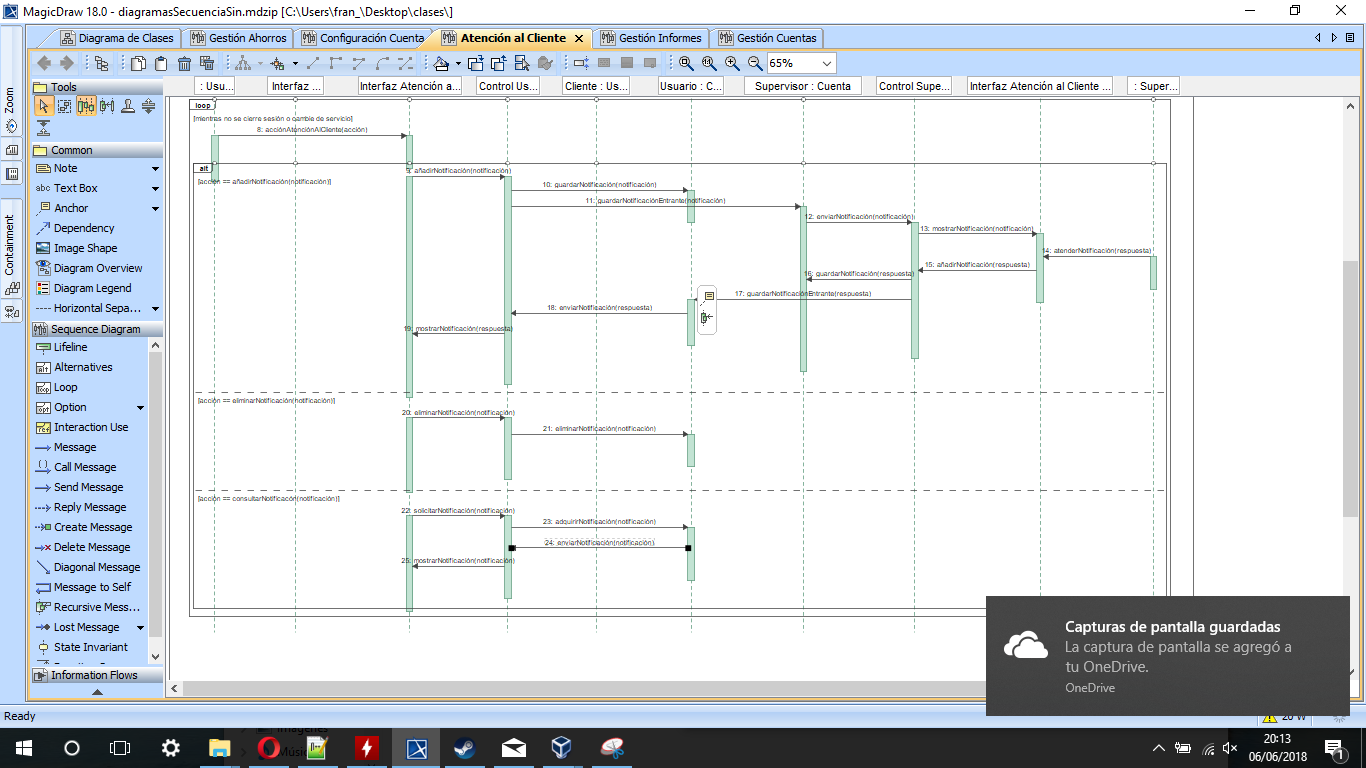 MagicDraw 18.0 - diagramasSecuenciaSin.mdzip [C:\Users\fran_\Desktop\clases\]
Diagrama de Clases
Gestión Ahorros
Configuración Cuenta
Atención al Cliente
Gestión Informes
Gestión Cuentas
65%
Zoom
Containment
Tools
Common
Note
Text Box
Anchor
Dependency
Image Shape
Diagram Overview
Diagram Legend
Horizontal Sepa...
Sequence Diagram
Lifeline
Alternatives
Loop
Option
Interaction Use
Message
Call Message
Send Message
Reply Message
Create Message
Delete Message
Diagonal Message
Message to Self
Recursive Mess...
Lost Message
State Invariant
Information Flows
: Usu...
Interfaz ...
Interfaz Atención a...
Control Us...
Cliente : Us...
Usuario : C...
Supervisor : Cuenta
Control Supe...
Interfaz Atención al Cliente ...
: Super...
loop
[mientras no se cierre sesión o cambie de servicio]
8: acciónAtenciónAlCliente(acción)
alt
[acción == añadirNotificación(notificación)]
9: añadirNotificación(notificación)
10: guardarNotificación(notificación)
11: guardarNotificaciónEntrante(notificación)
12: enviarNotificación(notificación)
13: mostrarNotificación(notificación)
14: atenderNotificación(respuesta)
15: añadirNotificación(respuesta)
16: guardarNotificación(respuesta)
17: guardarNotificaciónEntrante(respuesta)
18: enviarNotificación(respuesta)
19: mostrarNotificación(respuesta)
[acción == eliminarNotificación(notificación)]
20: eliminarNotificación(notificación)
21: eliminarNotificación(notificación)
[acción == consultarNotificacón(notificación)]
22: solicitarNotificación(notificación)
23: adquirirNotificación(notificación)
24: enviarNotificación(notificación)
25: mostrarNotificación(notificación)
Capturas de pantalla guardadas
La captura de pantalla se agregó a
tu OneDrive.
OneDrive
Ready
20 W
Imágenes
Músic
20:13
06/06/2018
1